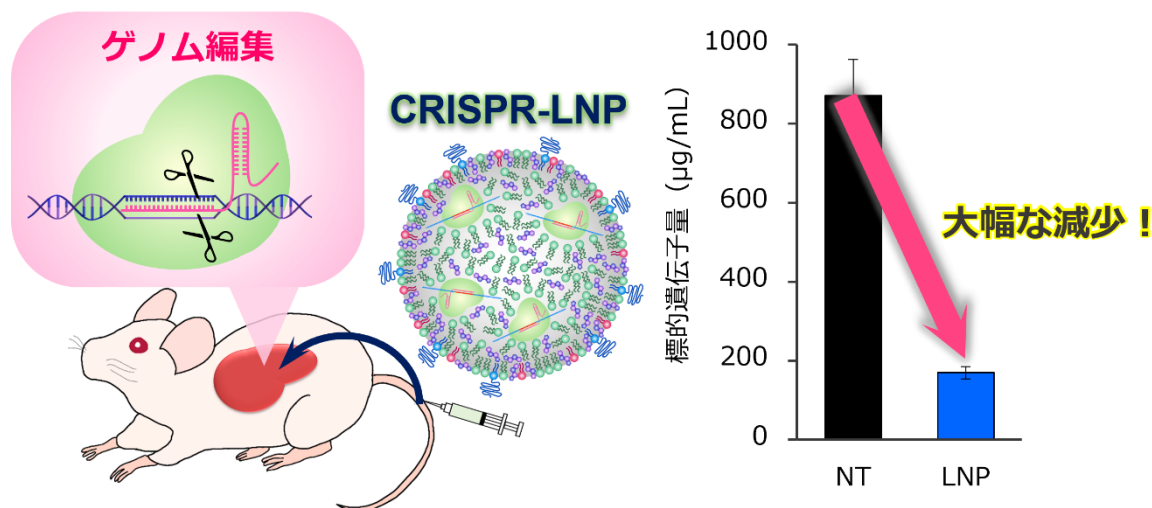 ゲノム編集
CRISPR-LNP
標的遺伝子量（μg/mL）
1000
800
600
400
200
0
大幅な減少！
NT
LNP